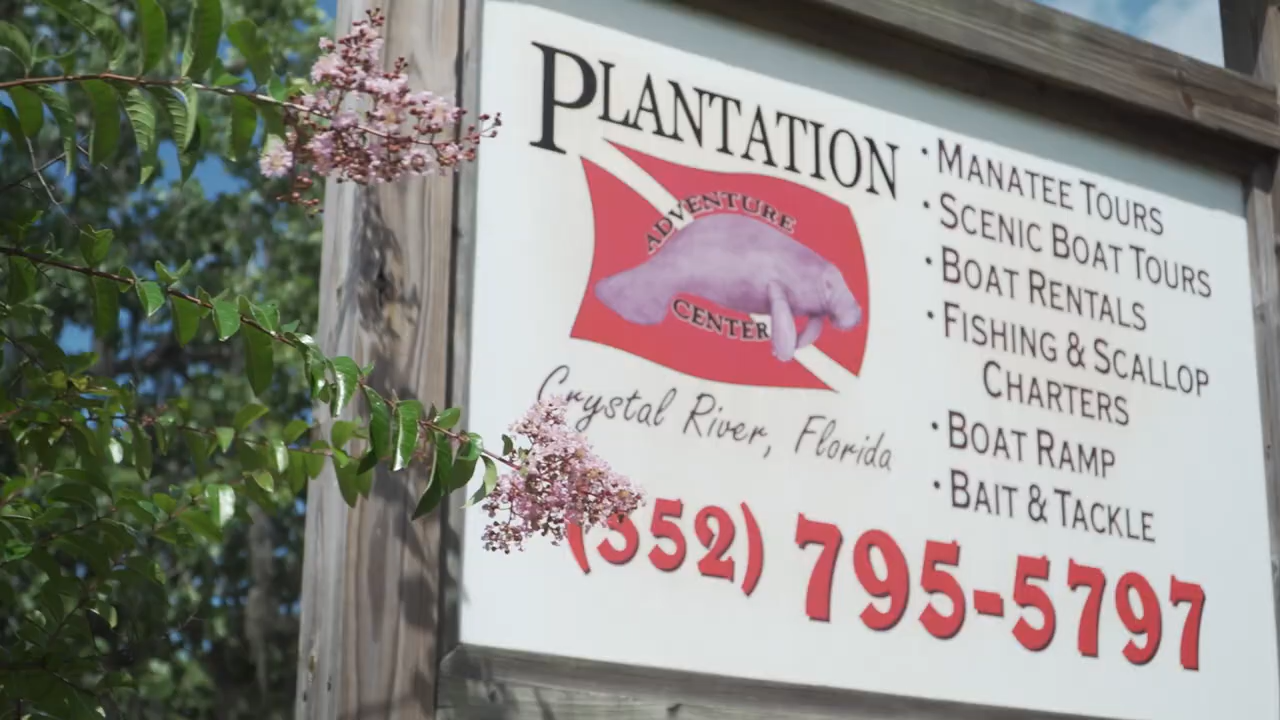 PLANTATION
ADVENTURE
CENTER
Crystal River, Florida
• MANATEE TOURS
• SCENIC BOAT TOURS
• BOAT RENTALS
• FISHING & SCALLOP
CHARTERS
• BOAT RAMP
• BAIT & TACKLE
(352) 795-5797